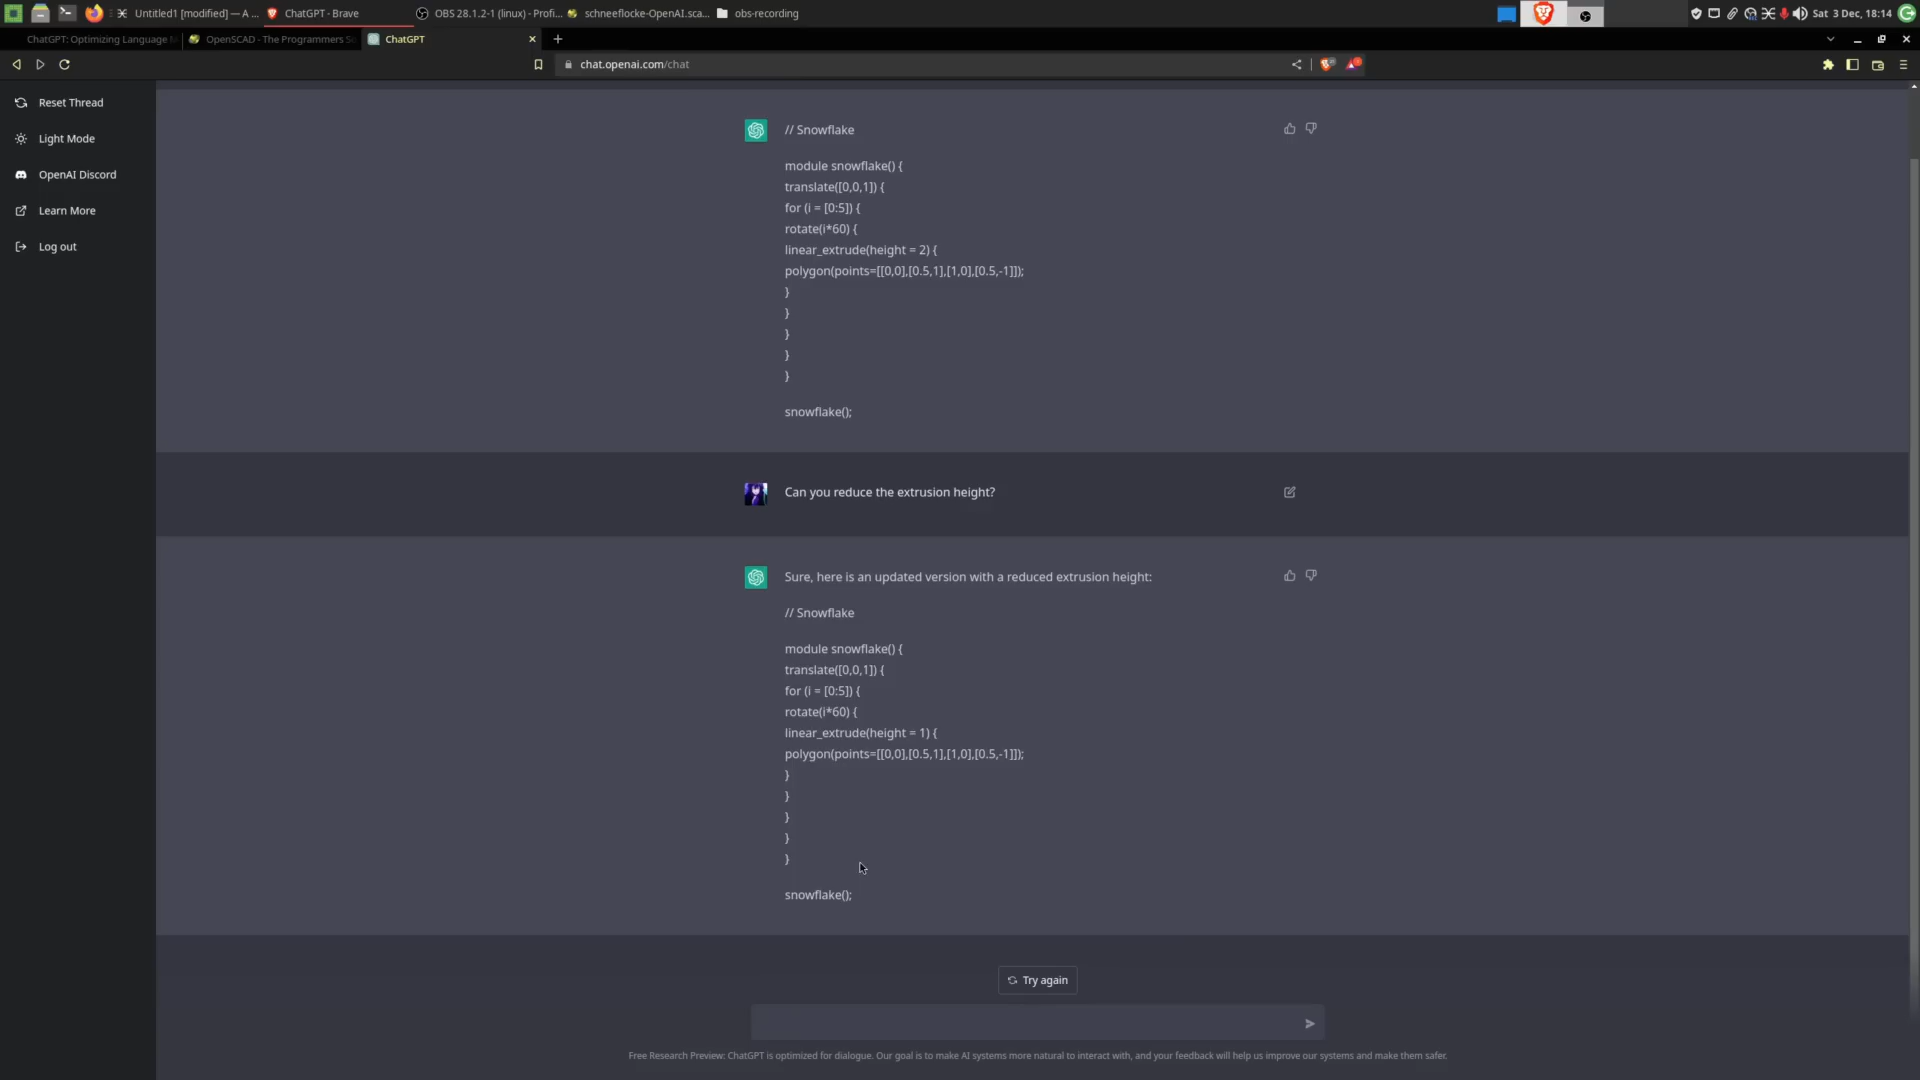 Untitled1 [modified] — A ...
ChatGPT - Brave
OBS 28.1.2-1 (linux) - Profi...
schneeflocke-OpenAI.sca...
obs-recording
Sat 3 Dec, 18:14
ChatGPT: Optimizing Language
OpenSCAD - The Programmers S
ChatGPT
chat.openai.com/chat
Reset Thread
Light Mode
OpenAI Discord
Learn More
Log out
// Snowflake
module snowflake() {
translate([0,0,1]) {
for (i = [0:5]) {
rotate(i*60) {
linear_extrude(height = 2) {
polygon(points=[[0,0],[0.5,1],[1,0],[0.5,-1]]);
}
}
}
}
}
snowflake();
Can you reduce the extrusion height?
Sure, here is an updated version with a reduced extrusion height:
// Snowflake
module snowflake() {
translate([0,0,1]) {
for (i = [0:5]) {
rotate(i*60) {
linear_extrude(height = 1) {
polygon(points=[[0,0],[0.5,1],[1,0],[0.5,-1]]);
}
}
}
}
}
snowflake();
Try again
Free Research Preview: ChatGPT is optimized for dialogue. Our goal is to make AI systems more natural to interact with, and your feedback will help us improve our systems and make them safer.